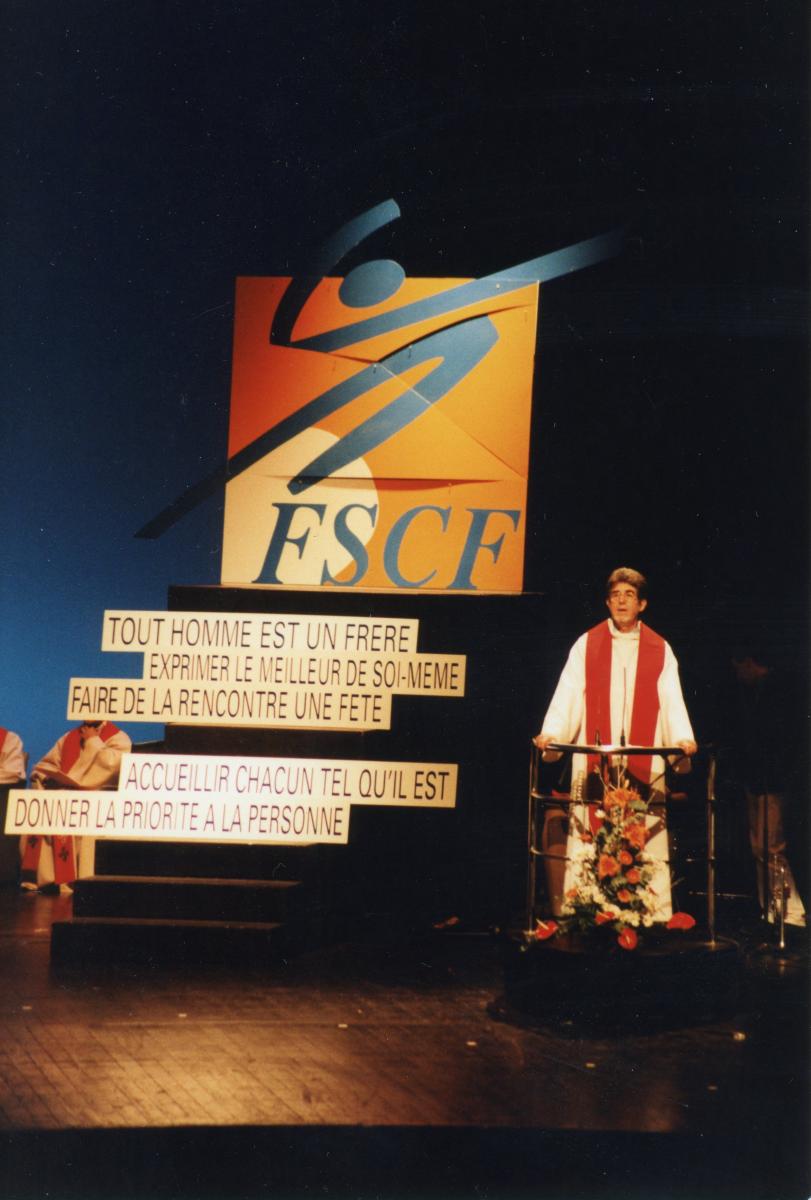 FSCF
TOUT HOMME EST UN FRERE
EXPRIMER LE MEILLEUR DE SOI-MEME
FAIRE DE LA RENCONTRE UNE FETE
ACCUEILLIR CHACUN TEL QU'IL EST
DONNER LA PRIORITE A LA PERSONNE